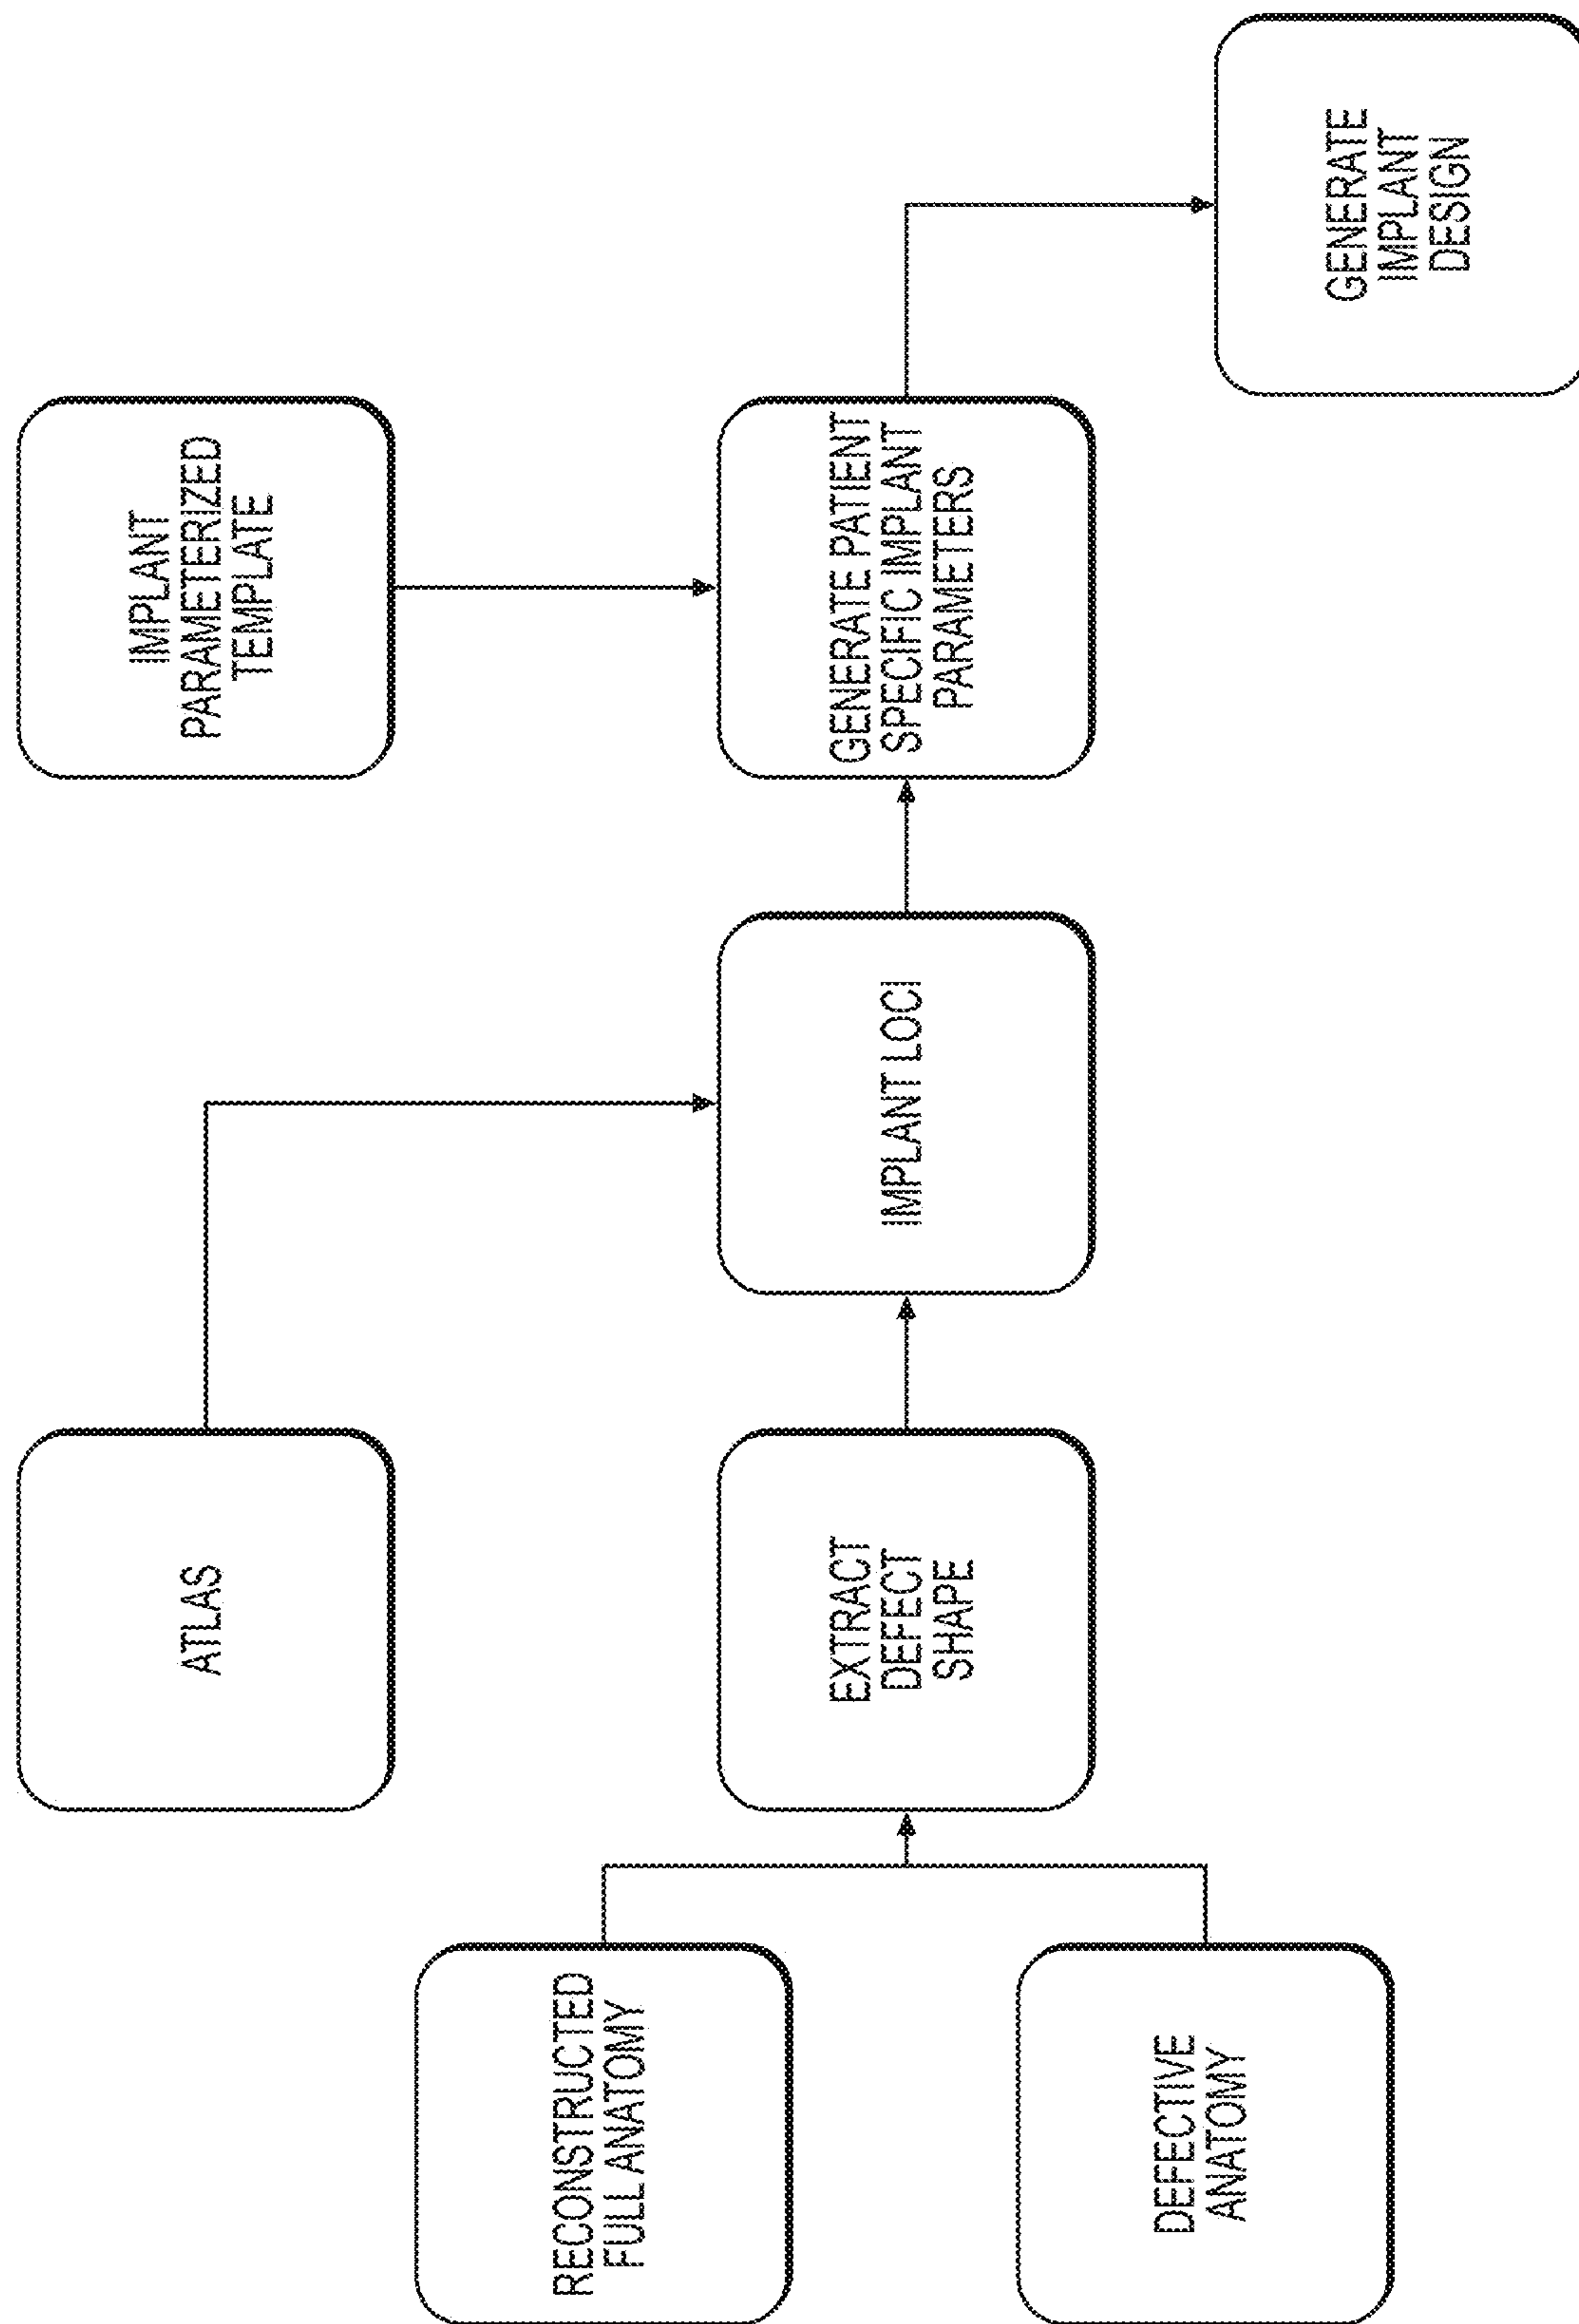 RECONSTRUCTED
FULL ANATOMY
DEFECTIVE
ANATOMY
ATLAS
EXTRACT
DEFECT
SHAPE
IMPLANT LOCI
IMPLANT
PARAMETERIZED
TEMPLATE
GENERATE PATIENT
SPECIFIC IMPLANT
PARAMETERS
GENERATE
IMPLANT
DESIGN